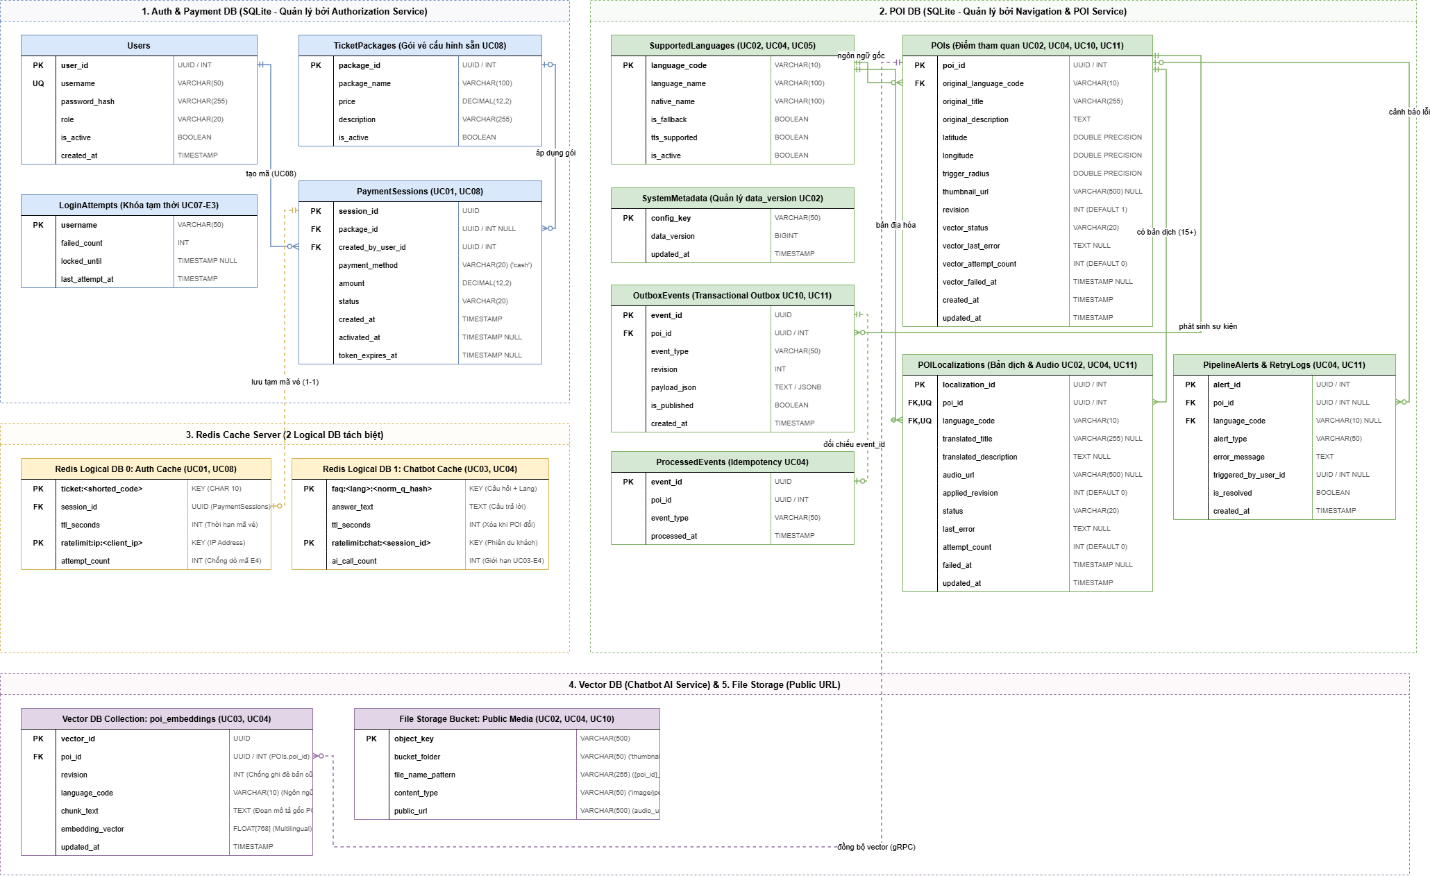 1. Auth & Payment DB (SQLite - Quản lý bởi Authorization Service)
Users
PK user_id UUID / INT
UQ username VARCHAR(50)
password_hash VARCHAR(255)
role VARCHAR(20)
is_active BOOLEAN
created_at TIMESTAMP
TicketPackages (Gói vé cấu hình sẵn UC08)
PK package_id UUID / INT
package_name VARCHAR(100)
price DECIMAL(12,2)
description VARCHAR(255)
is_active BOOLEAN
áp dụng gói
tạo mã (UC08)
LoginAttempts (Khóa tạm thời UC07-E3)
PK username VARCHAR(50)
failed_count INT
locked_until TIMESTAMP NULL
last_attempt_at TIMESTAMP
PaymentSessions (UC01, UC08)
PK session_id UUID
FK package_id UUID / INT NULL
FK created_by_user_id UUID / INT
payment_method VARCHAR(20) ('cash')
amount DECIMAL(12,2)
status VARCHAR(20)
created_at TIMESTAMP
activated_at TIMESTAMP NULL
token_expires_at TIMESTAMP NULL
lưu tạm mã vé (1-1)
2. POI DB (SQLite - Quản lý bởi Navigation & POI Service)
SupportedLanguages (UC02, UC04, UC05)
PK language_code VARCHAR(10)
language_name VARCHAR(100)
native_name VARCHAR(100)
is_fallback BOOLEAN
tts_supported BOOLEAN
is_active BOOLEAN
ngôn ngữ gốc
POIs (Điểm tham quan UC02, UC04, UC10, UC11)
PK poi_id UUID / INT
FK original_language_code VARCHAR(10)
original_title VARCHAR(255)
original_description TEXT
latitude DOUBLE PRECISION
longitude DOUBLE PRECISION
trigger_radius DOUBLE PRECISION
thumbnail_url VARCHAR(500) NULL
revision INT (DEFAULT 1)
vector_status VARCHAR(20)
vector_last_error TEXT NULL
vector_attempt_count INT (DEFAULT 0)
vector_failed_at TIMESTAMP NULL
created_at TIMESTAMP
updated_at TIMESTAMP
cảnh báo lỗi
SystemMetadata (Quản lý data_version UC02)
PK config_key VARCHAR(50)
data_version BIGINT
updated_at TIMESTAMP
bản địa hóa
có bản dịch (15+)
OutboxEvents (Transactional Outbox UC10, UC11)
PK event_id UUID
FK poi_id UUID / INT
event_type VARCHAR(50)
revision INT
payload_json TEXT / JSONB
is_published BOOLEAN
created_at TIMESTAMP
phát sinh sự kiện
đối chiếu event_id
ProcessedEvents (Idempotency UC04)
PK event_id UUID
poi_id UUID / INT
event_type VARCHAR(50)
processed_at TIMESTAMP
POILocalizations (Bản dịch & Audio UC02, UC04, UC11)
PK localization_id UUID / INT
FK,UQ poi_id UUID / INT
FK,UQ language_code VARCHAR(10)
translated_title VARCHAR(255) NULL
translated_description TEXT NULL
audio_url VARCHAR(500) NULL
applied_revision INT (DEFAULT 0)
status VARCHAR(20)
last_error TEXT NULL
attempt_count INT (DEFAULT 0)
failed_at TIMESTAMP NULL
updated_at TIMESTAMP
PipelineAlerts & RetryLogs (UC04, UC11)
PK alert_id UUID / INT
FK poi_id UUID / INT NULL
FK language_code VARCHAR(10) NULL
alert_type VARCHAR(50)
error_message TEXT
triggered_by_user_id UUID / INT NULL
is_resolved BOOLEAN
created_at TIMESTAMP
3. Redis Cache Server (2 Logical DB tách biệt)
Redis Logical DB 0: Auth Cache (UC01, UC08)
PK ticket:<shorted_code> KEY (CHAR 10)
FK session_id UUID (PaymentSessions)
ttl_seconds INT (Thời hạn mã vé)
PK ratelimit:ip:<client_ip> KEY (IP Address)
attempt_count INT (Chống dò mã E4)
Redis Logical DB 1: Chatbot Cache (UC03, UC04)
PK faq:<lang>:<norm_q_hash> KEY (Câu hỏi + Lang)
answer_text TEXT (Câu trả lời)
ttl_seconds INT (Xóa khi POI đổi)
PK ratelimit:chat:<session_id> KEY (Phiên du khách)
ai_call_count INT (Giới hạn UC03-E4)
4. Vector DB (Chatbot AI Service) & 5. File Storage (Public URL)
Vector DB Collection: poi_embeddings (UC03, UC04)
PK vector_id UUID
FK poi_id UUID / INT (POIs.poi_id)
revision INT (Chống ghi đè bản cũ
language_code VARCHAR(10) (Ngôn ngữ
chunk_text TEXT (Đoạn mô tả gốc PO
embedding_vector FLOAT[768] (Multilingual)
updated_at TIMESTAMP
File Storage Bucket: Public Media (UC02, UC04, UC10)
PK object_key VARCHAR(500)
bucket_folder VARCHAR(50) ('thumbnai
file_name_pattern VARCHAR(255) ([poi_id]_
content_type VARCHAR(50) ('image/jpe
public_url VARCHAR(500) (audio_u
đồng bộ vector (gRPC)